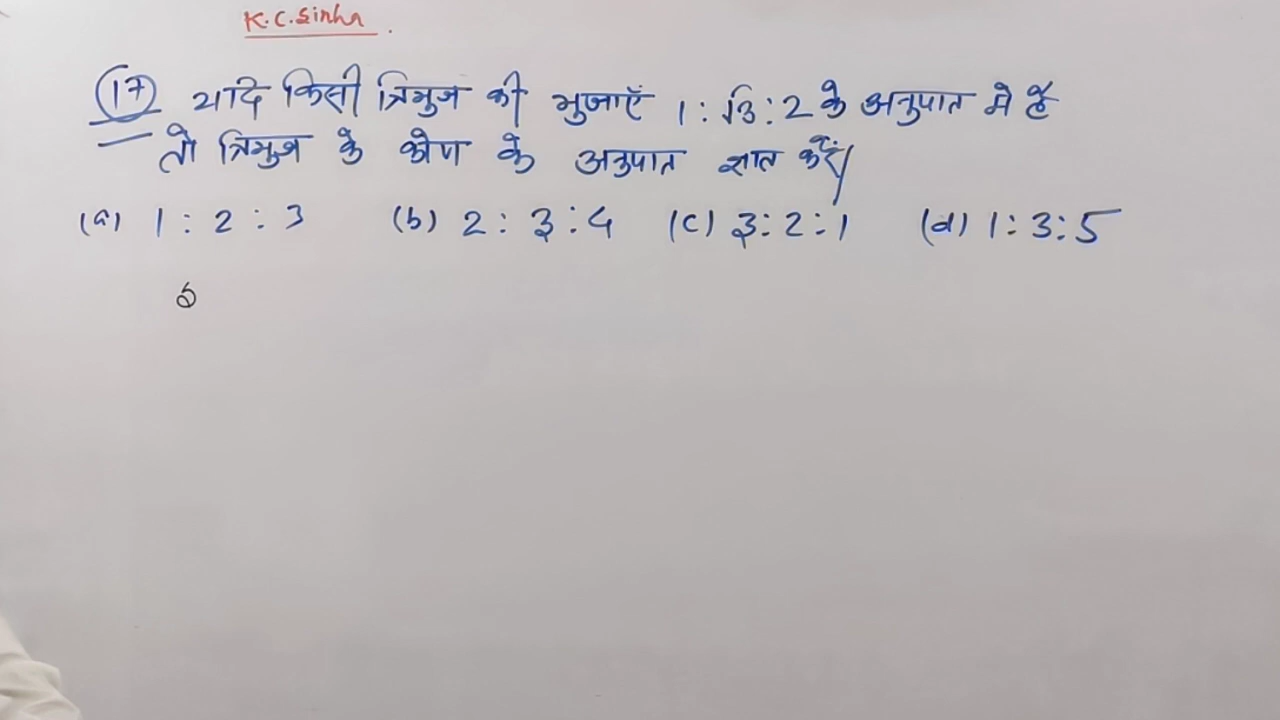 K.C.Sinha
(17) यदि किसी त्रिभुज की भुजाएँ 1 : √3 : 2 के अनुपात मे हैं
तो त्रिभुज के कोण के अनुपात ज्ञात करें।
(a) 1 : 2 : 3 (b) 2 : 3 : 4 (c) 3 : 2 : 1 (d) 1 : 3 : 5